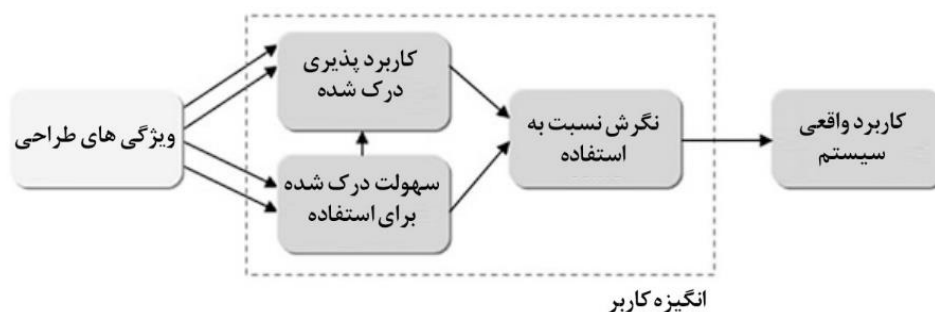 ویژگی های طراحی
کاربرد پذیری
درک شده
سهولت درک شده
برای استفاده
نگرش نسبت به
استفاده
کاربرد واقعی
سیستم
انگیزه کاربر